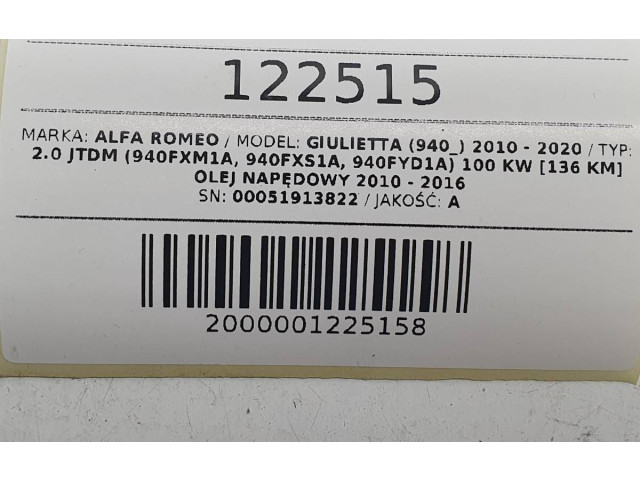 122515
MARKA: ALFA ROMEO / MODEL: GIULIETTA (940_) 2010 - 2020 / TYP:
2.0 JTDM (940FXM1A, 940FXS1A, 940FYD1A) 100 KW [136 KM]
OLEJ NAPĘDOWY 2010 - 2016
SN: 00051913822 / JAKOŚĆ: A
2000001225158